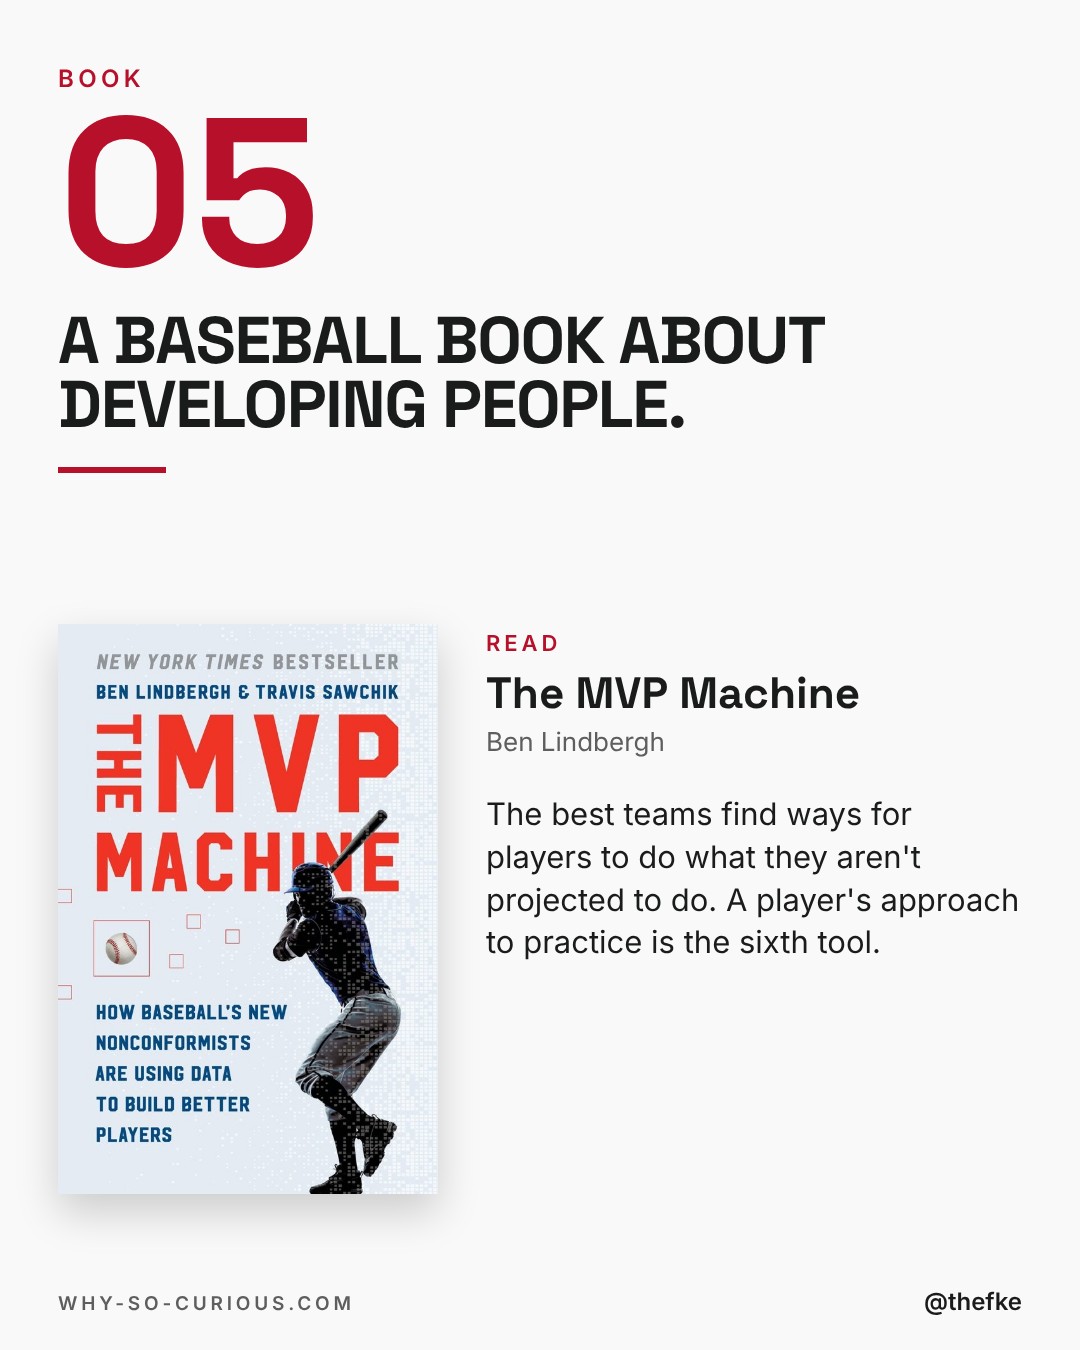 BOOK
05
A BASEBALL BOOK ABOUT
DEVELOPING PEOPLE.
NEW YORK TIMES BESTSELLER
BEN LINDBERGH & TRAVIS SAWCHIK
THE MVP
MACHINE
HOW BASEBALL'S NEW
NONCONFORMISTS
ARE USING DATA
TO BUILD BETTER
PLAYERS
READ
The MVP Machine
Ben Lindbergh
The best teams find ways for
players to do what they aren't
projected to do. A player's approach
to practice is the sixth tool.
WHY-SO-CURIOUS.COM
@thefke